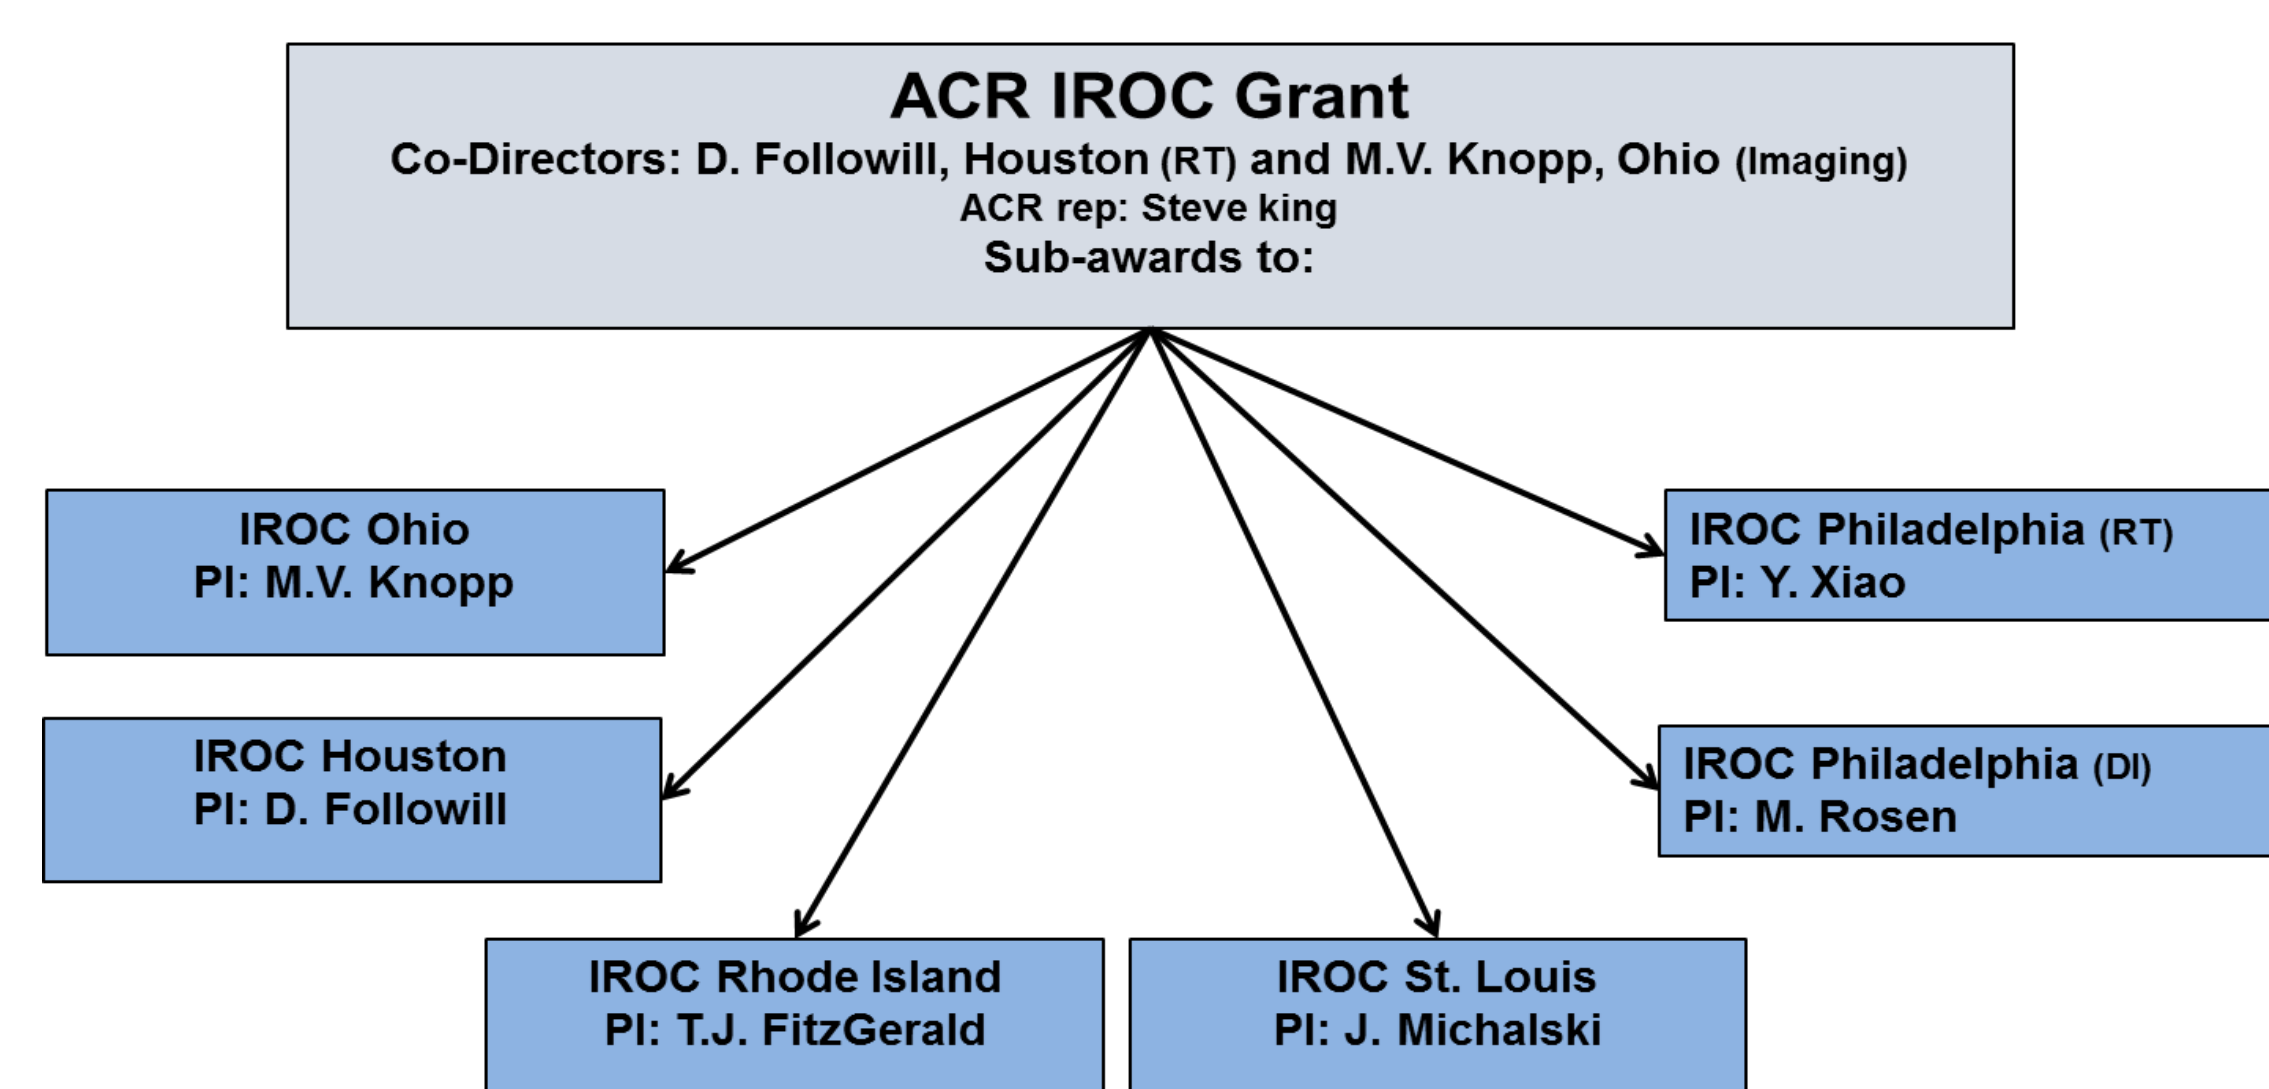 ACR IROC Grant
Co-Directors: D. Followill, Houston (RT) and M.V. Knopp, Ohio (Imaging)
ACR rep: Steve king
Sub-awards to:
IROC Ohio
PI: M.V. Knopp
IROC Philadelphia (RT)
PI: Y. Xiao
IROC Houston
PI: D. Followill
IROC Philadelphia (DI)
PI: M. Rosen
IROC Rhode Island
PI: T.J. FitzGerald
IROC St. Louis
PI: J. Michalski